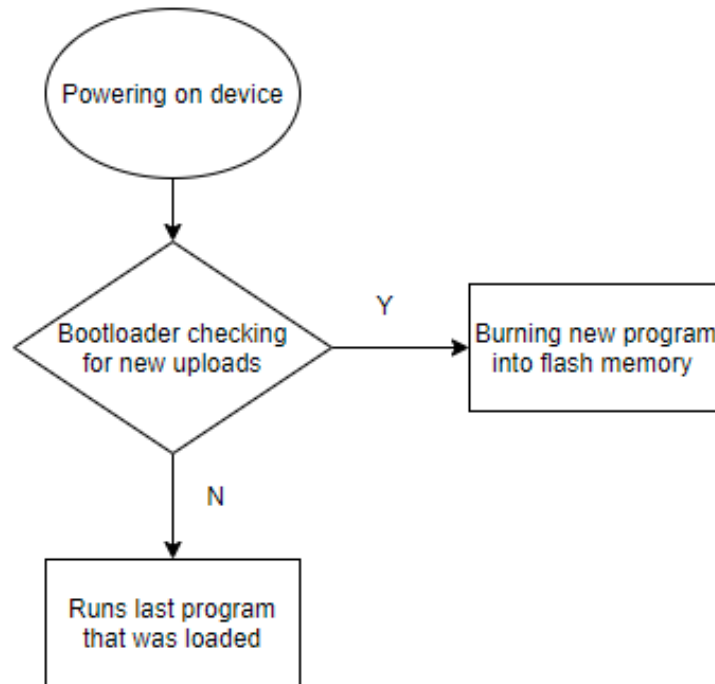 Powering on device
Bootloader checking
for new uploads
Y
Burning new program
into flash memory
N
Runs last program
that was loaded